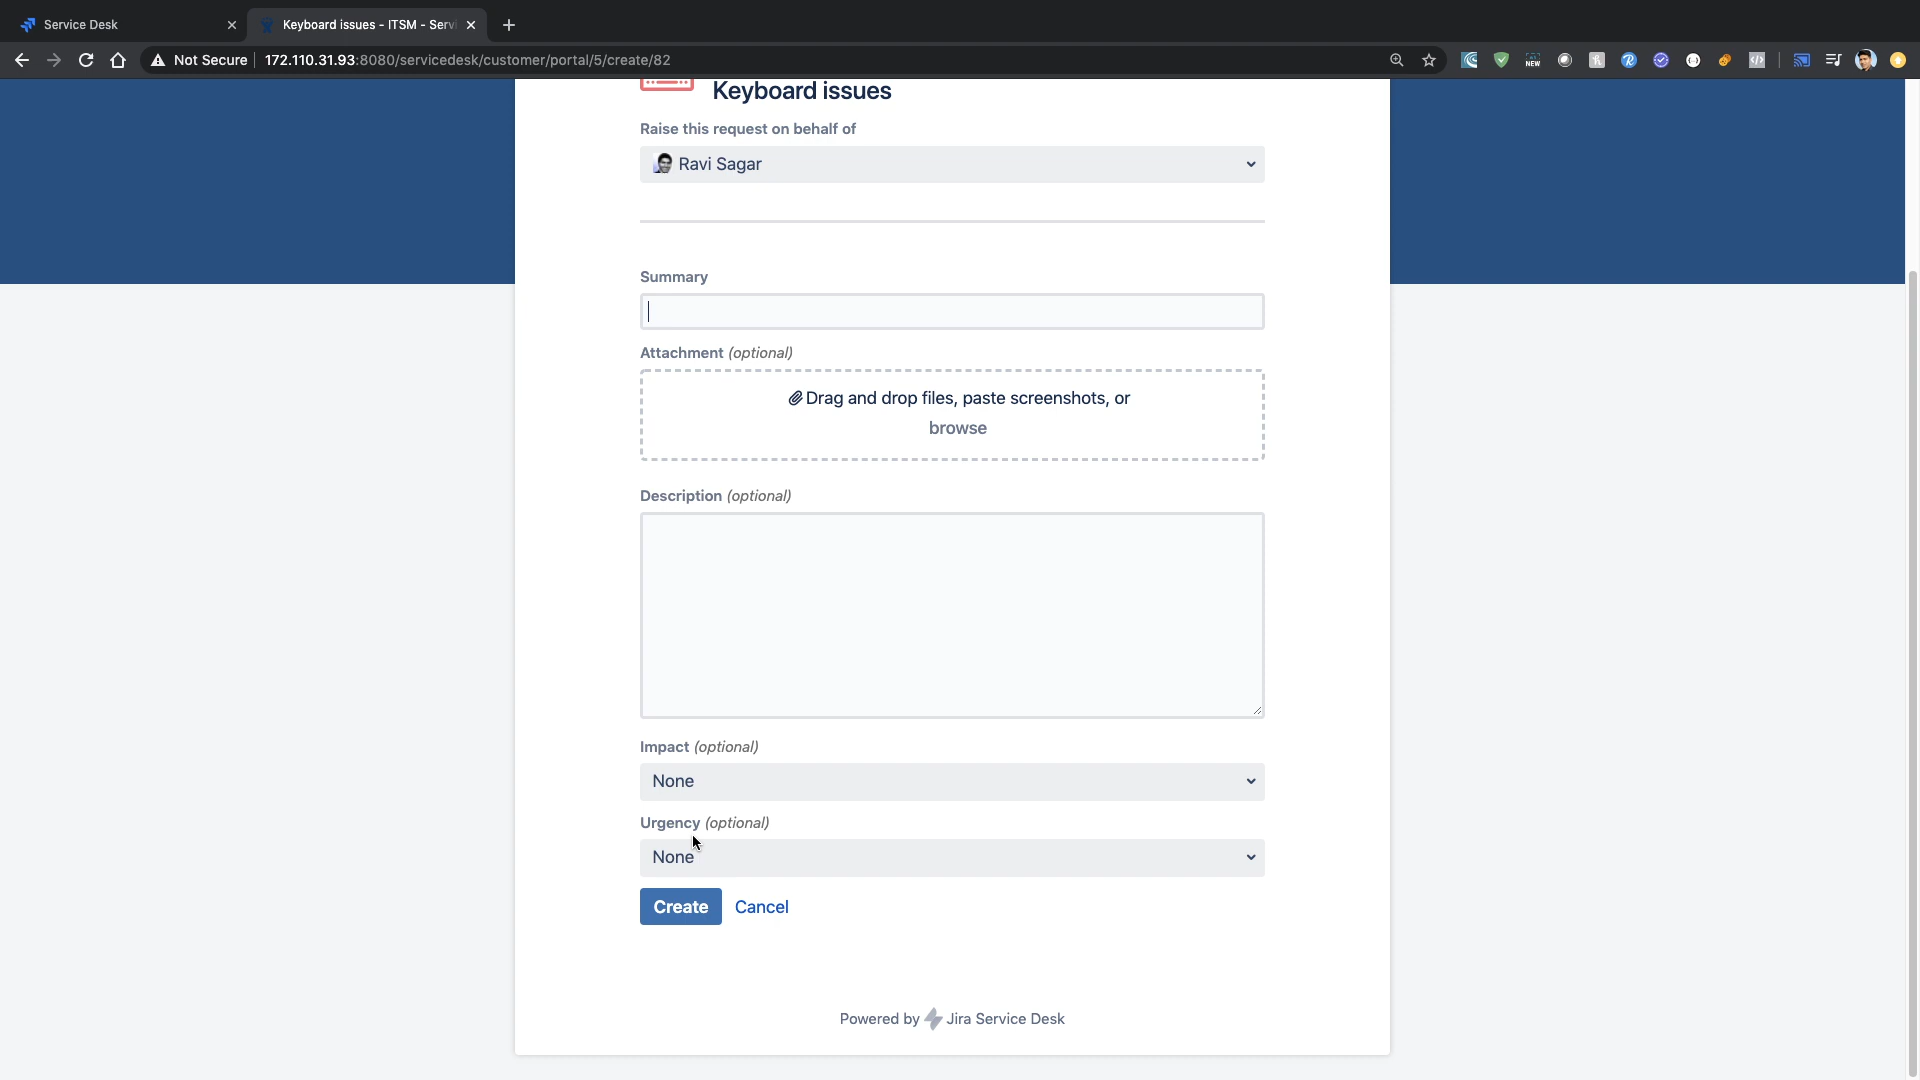 Service Desk
Keyboard issues - ITSM - Serv
Not Secure
172.110.31.93:8080/servicedesk/customer/portal/5/create/82
NEW
Keyboard issues
Raise this request on behalf of
Ravi Sagar
Summary
Attachment (optional)
Drag and drop files, paste screenshots, or
browse
Description (optional)
Impact (optional)
None
Urgency (optional)
None
Create Cancel
Powered by Jira Service Desk